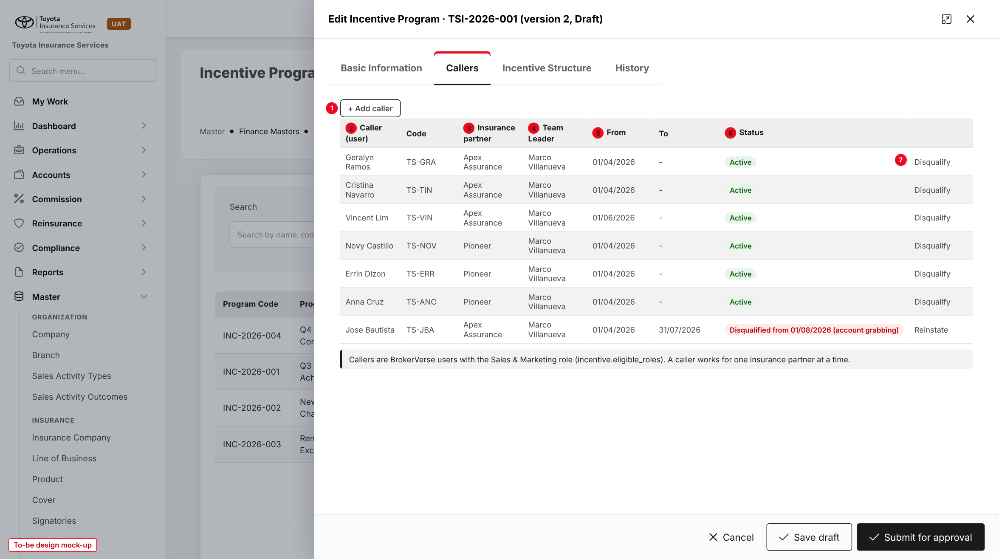 Toyota
Insurance Services
UAT
Toyota Insurance Services
Search menu...
My Work
Dashboard
Operations
Accounts
Commission
Reinsurance
Compliance
Reports
Master
ORGANIZATION
Company
Branch
Sales Activity Types
Sales Activity Outcomes
INSURANCE
Insurance Company
Line of Business
Product
Cover
Signatories
To-be design mock-up
Incentive Progra
Master • Finance Masters •
Search
Search by name, cod
Program Code Pro
INC-2026-004 Q4
Cor
INC-2026-001 Q3
Ach
INC-2026-002 New
Cha
INC-2026-003 Ren
Exc
Edit Incentive Program · TSI-2026-001 (version 2, Draft)
Basic Information Callers Incentive Structure History
1 + Add caller
2 Caller (user) Code 3 Insurance partner 4 Team Leader 5 From To 6 Status
Geralyn Ramos TS-GRA Apex Assurance Marco Villanueva 01/04/2026 - Active 7 Disqualify
Cristina Navarro TS-TIN Apex Assurance Marco Villanueva 01/04/2026 - Active Disqualify
Vincent Lim TS-VIN Apex Assurance Marco Villanueva 01/06/2026 - Active Disqualify
Novy Castillo TS-NOV Pioneer Marco Villanueva 01/04/2026 - Active Disqualify
Errin Dizon TS-ERR Pioneer Marco Villanueva 01/04/2026 - Active Disqualify
Anna Cruz TS-ANC Pioneer Marco Villanueva 01/04/2026 - Active Disqualify
Jose Bautista TS-JBA Apex Assurance Marco Villanueva 01/04/2026 31/07/2026 Disqualified from 01/08/2026 (account grabbing) Reinstate
Callers are BrokerVerse users with the Sales & Marketing role (incentive.eligible_roles). A caller works for one insurance partner at a time.
Cancel Save draft Submit for approval